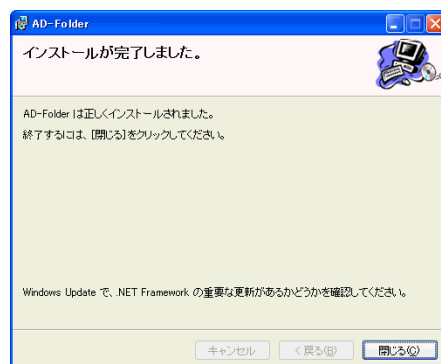 AD-Folder
インストールが完了しました。
AD-Folder は正しくインストールされました。
終了するには、[閉じる]をクリックしてください。
Windows Update で、.NET Framework の重要な更新があるかどうかを確認してください。
キャンセル
< 戻る(B)
閉じる(C)